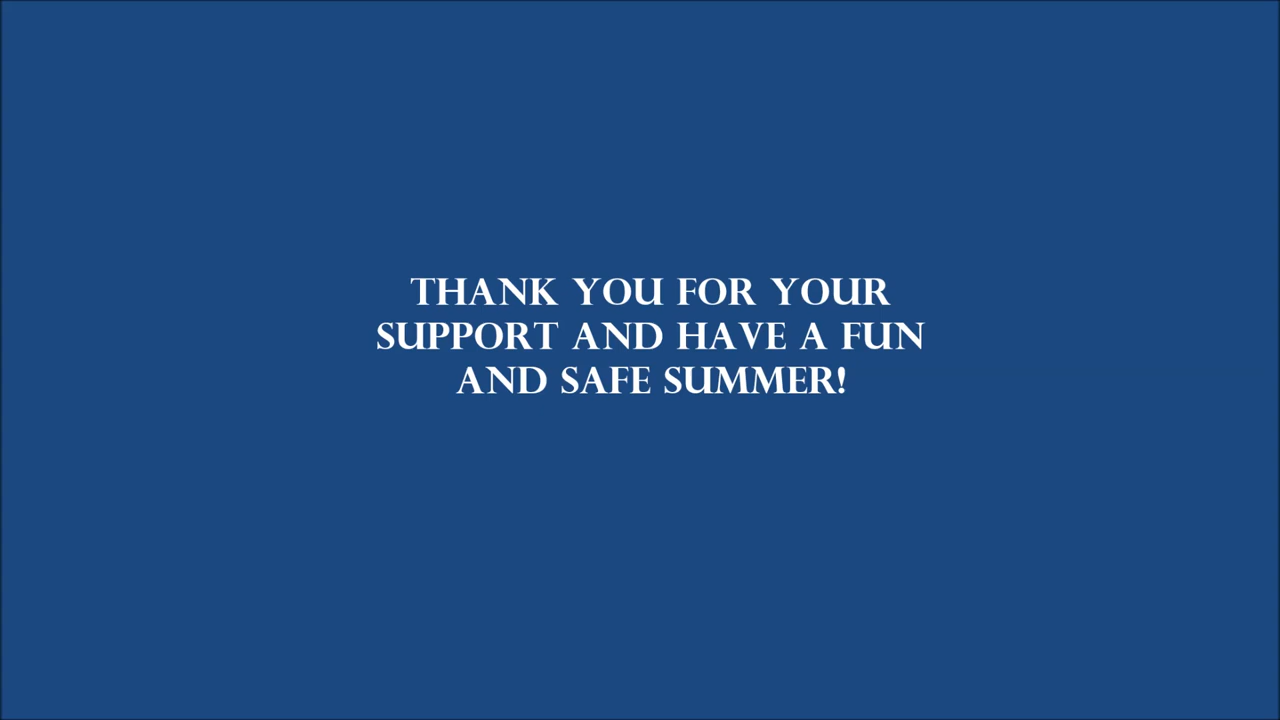 THANK YOU FOR YOUR
SUPPORT AND HAVE A FUN
AND SAFE SUMMER!